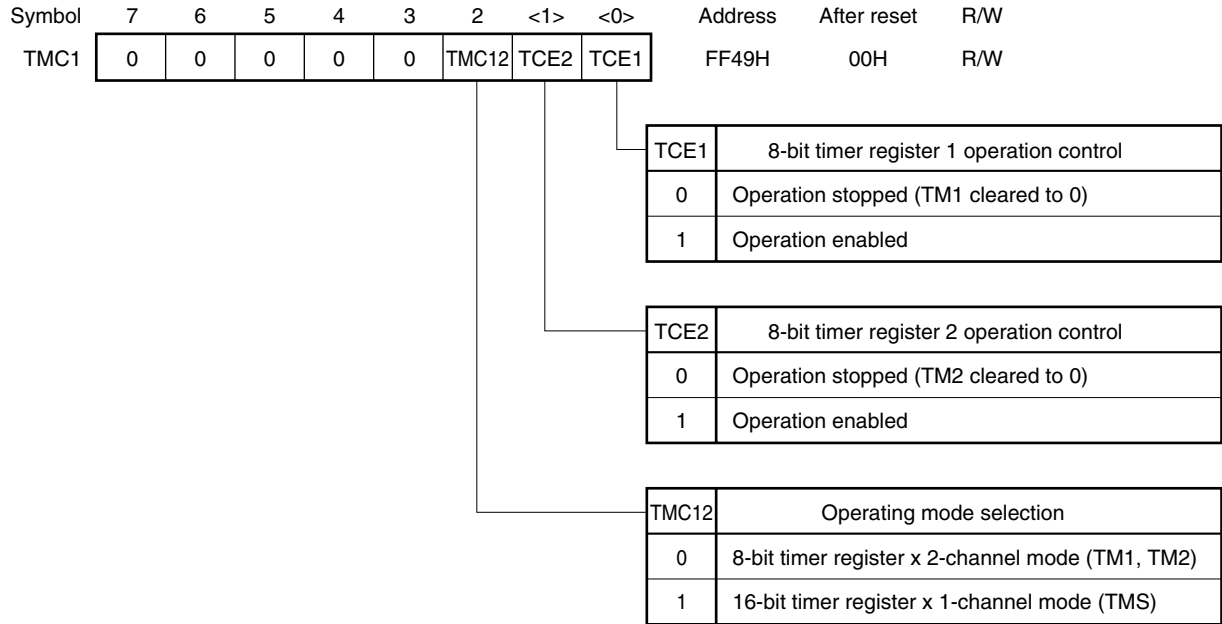 Symbol 7 6 5 4 3 2 <1> <0> Address After reset R/W
TMC1 0 0 0 0 0 TMC12 TCE2 TCE1 FF49H 00H R/W
TCE1 8-bit timer register 1 operation control
0 Operation stopped (TM1 cleared to 0)
1 Operation enabled
TCE2 8-bit timer register 2 operation control
0 Operation stopped (TM2 cleared to 0)
1 Operation enabled
TMC12 Operating mode selection
0 8-bit timer register x 2-channel mode (TM1, TM2)
1 16-bit timer register x 1-channel mode (TMS)